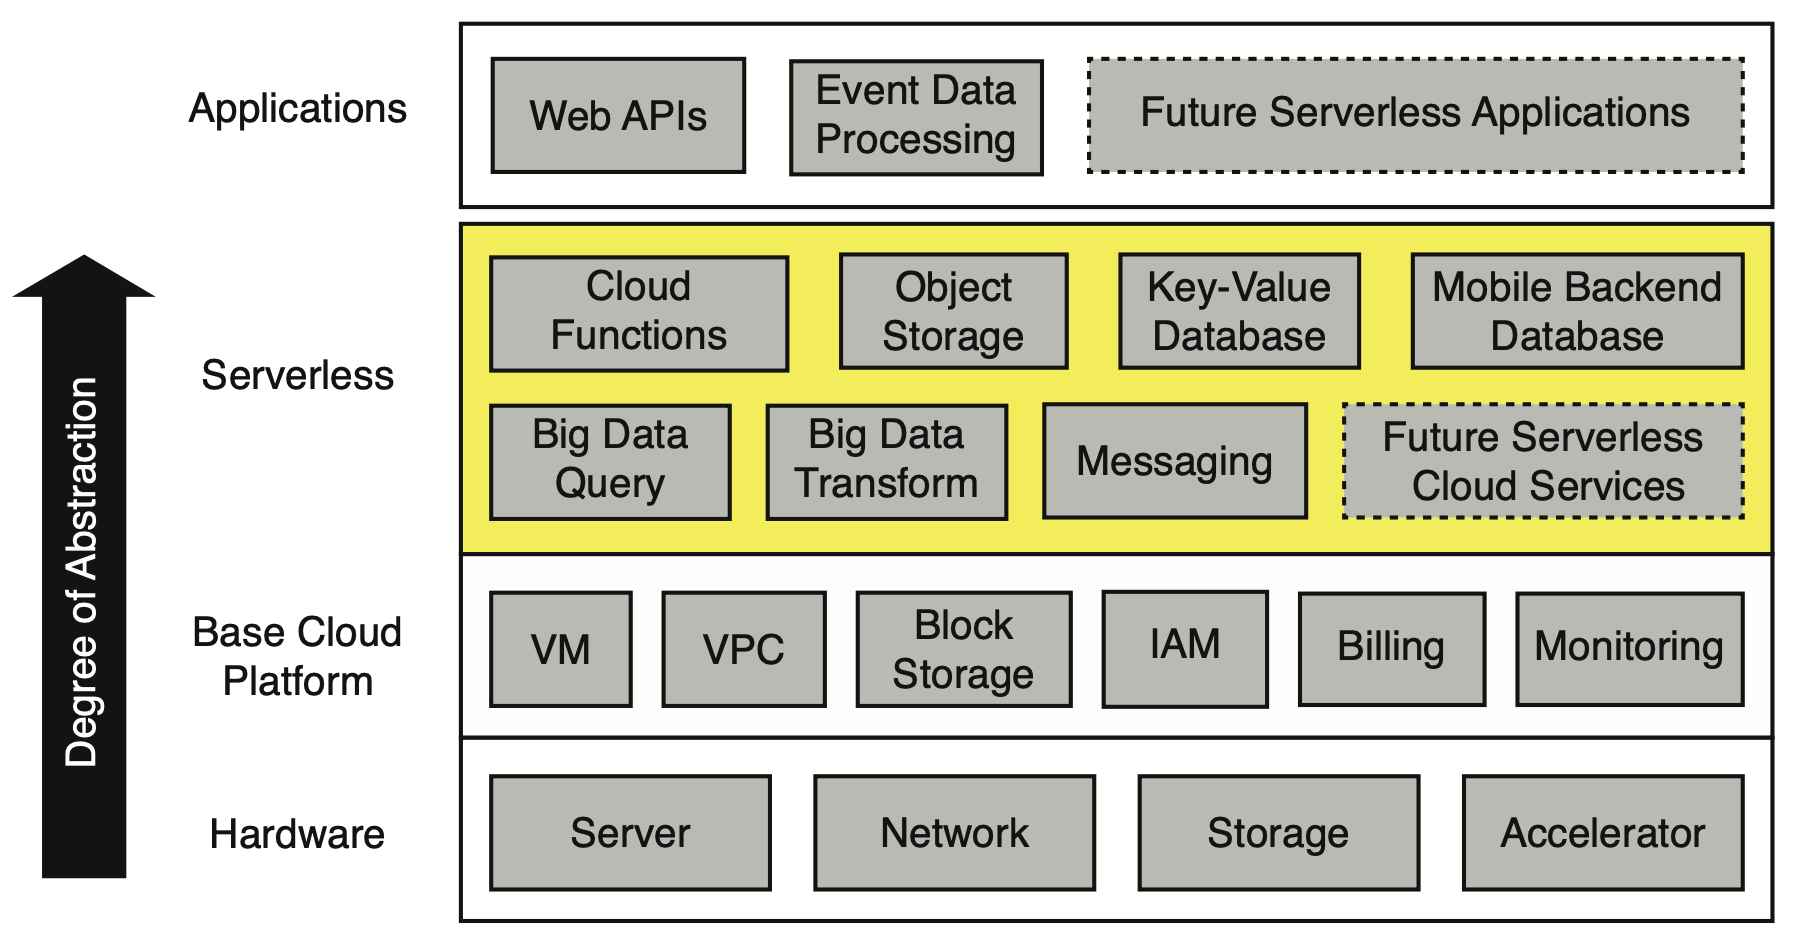 Applications
Web APIs
Event Data
Processing
Future Serverless Applications
Degree of Abstraction
Serverless
Cloud
Functions
Object
Storage
Key-Value
Database
Mobile Backend
Database
Big Data
Query
Big Data
Transform
Messaging
Future Serverless
Cloud Services
Base Cloud
Platform
VM
VPC
Block
Storage
IAM
Billing
Monitoring
Hardware
Server
Network
Storage
Accelerator